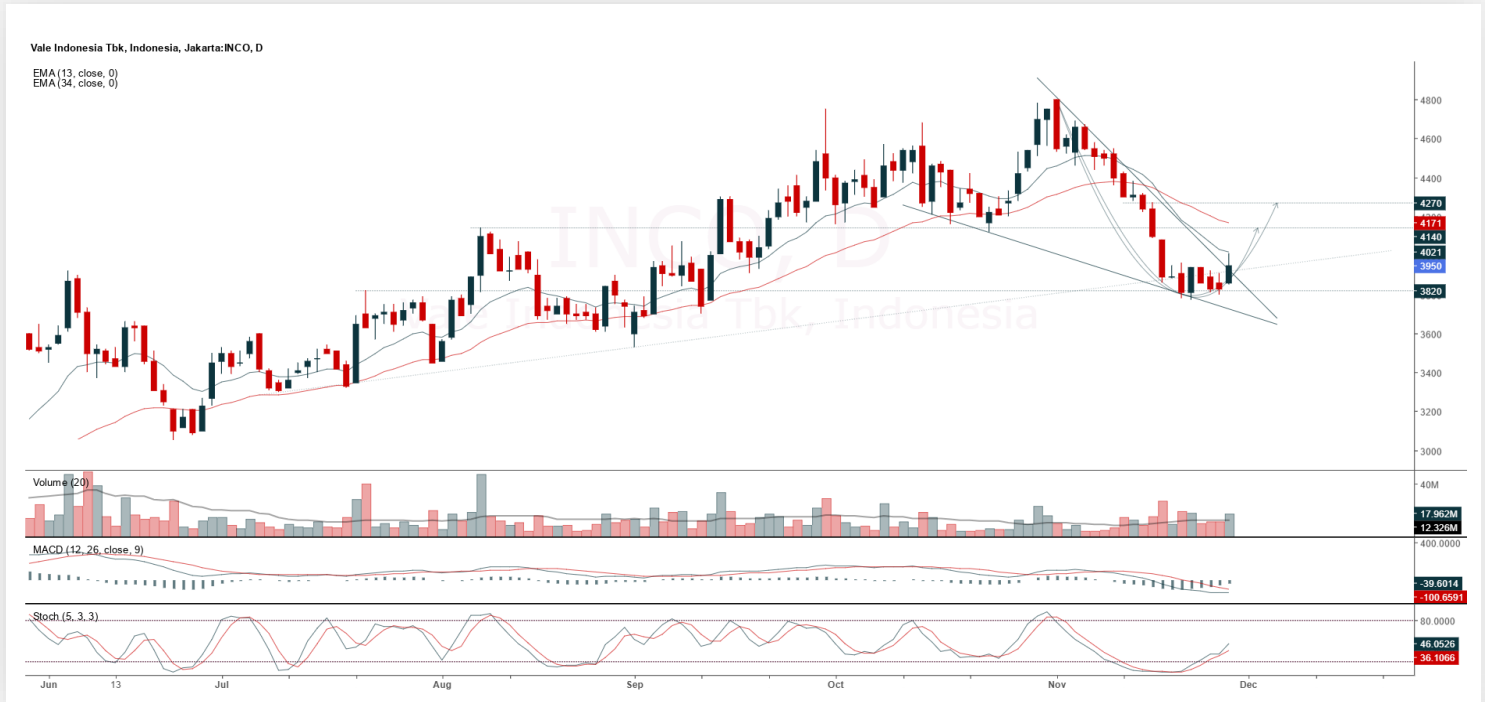 Vale Indonesia Tbk, Indonesia, Jakarta:INCO, D
EMA (13, close, 0)
EMA (34, close, 0)
INCO, D
Vale Indonesia Tbk, Indonesia
4800
4600
4400
4270
4171
4140
4021
3950
3820
3600
3400
3200
3000
Volume (20)
40M
17.962M
12.326M
MACD (12, 26, close, 9)
400.0000
-39.6014
-100.6591
Stoch (5, 3, 3)
80.0000
46.0526
36.1066
Jun 13 Jul Aug Sep Oct Nov Dec